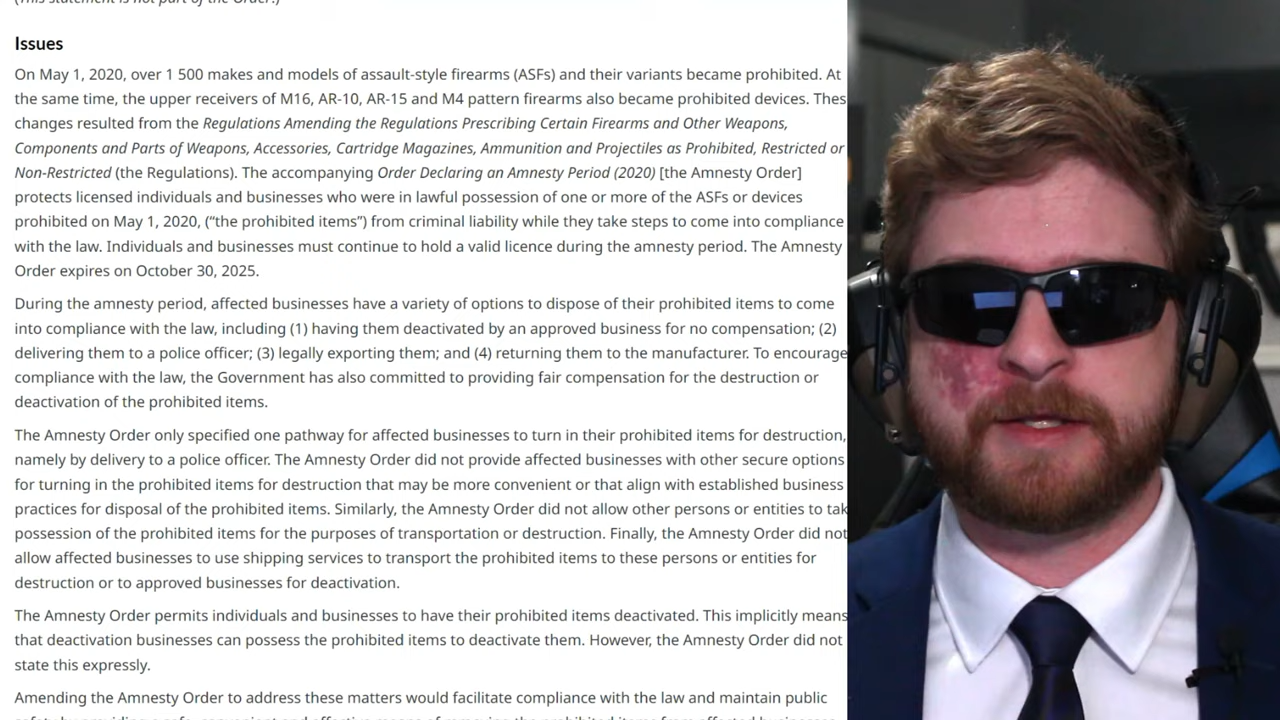 (This statement is not part of the Order.)
Issues
On May 1, 2020, over 1 500 makes and models of assault-style firearms (ASFs) and their variants became prohibited. At
the same time, the upper receivers of M16, AR-10, AR-15 and M4 pattern firearms also became prohibited devices. Thes
changes resulted from the Regulations Amending the Regulations Prescribing Certain Firearms and Other Weapons,
Components and Parts of Weapons, Accessories, Cartridge Magazines, Ammunition and Projectiles as Prohibited, Restricted or
Non-Restricted (the Regulations). The accompanying Order Declaring an Amnesty Period (2020) [the Amnesty Order]
protects licensed individuals and businesses who were in lawful possession of one or more of the ASFs or devices
prohibited on May 1, 2020, (“the prohibited items”) from criminal liability while they take steps to come into compliance
with the law. Individuals and businesses must continue to hold a valid licence during the amnesty period. The Amnesty
Order expires on October 30, 2025.
During the amnesty period, affected businesses have a variety of options to dispose of their prohibited items to come
into compliance with the law, including (1) having them deactivated by an approved business for no compensation; (2)
delivering them to a police officer; (3) legally exporting them; and (4) returning them to the manufacturer. To encourage
compliance with the law, the Government has also committed to providing fair compensation for the destruction or
deactivation of the prohibited items.
The Amnesty Order only specified one pathway for affected businesses to turn in their prohibited items for destruction,
namely by delivery to a police officer. The Amnesty Order did not provide affected businesses with other secure options
for turning in the prohibited items for destruction that may be more convenient or that align with established business
practices for disposal of the prohibited items. Similarly, the Amnesty Order did not allow other persons or entities to tak
possession of the prohibited items for the purposes of transportation or destruction. Finally, the Amnesty Order did not
allow affected businesses to use shipping services to transport the prohibited items to these persons or entities for
destruction or to approved businesses for deactivation.
The Amnesty Order permits individuals and businesses to have their prohibited items deactivated. This implicitly means
that deactivation businesses can possess the prohibited items to deactivate them. However, the Amnesty Order did not
state this expressly.
Amending the Amnesty Order to address these matters would facilitate compliance with the law and maintain public